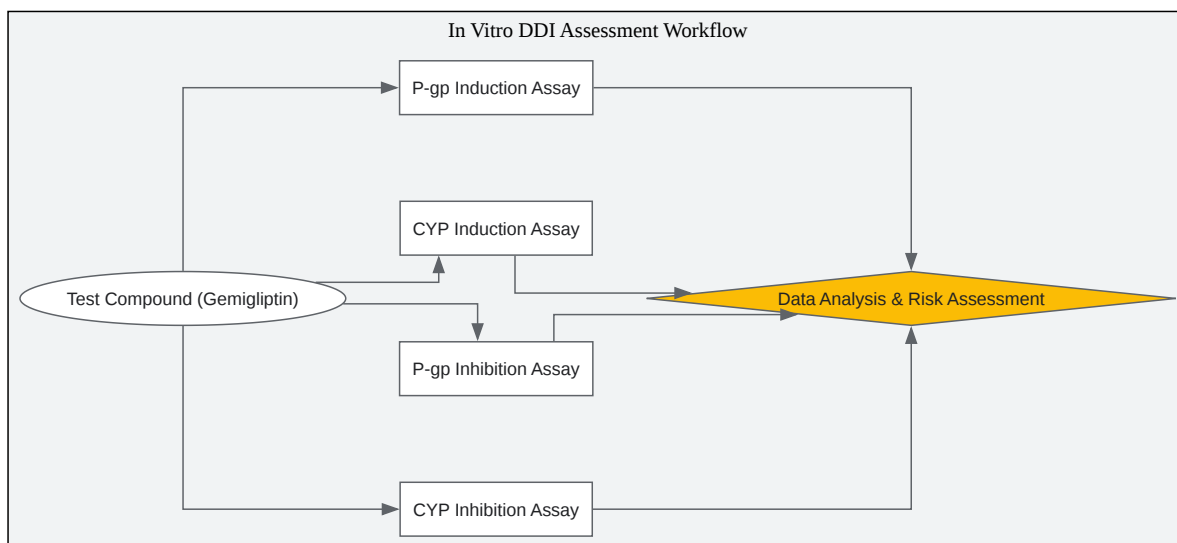 In Vitro DDI Assessment Workflow
P-gp Induction Assay
CYP Induction Assay
Test Compound (Gemigliptin)
Data Analysis & Risk Assessment
P-gp Inhibition Assay
CYP Inhibition Assay